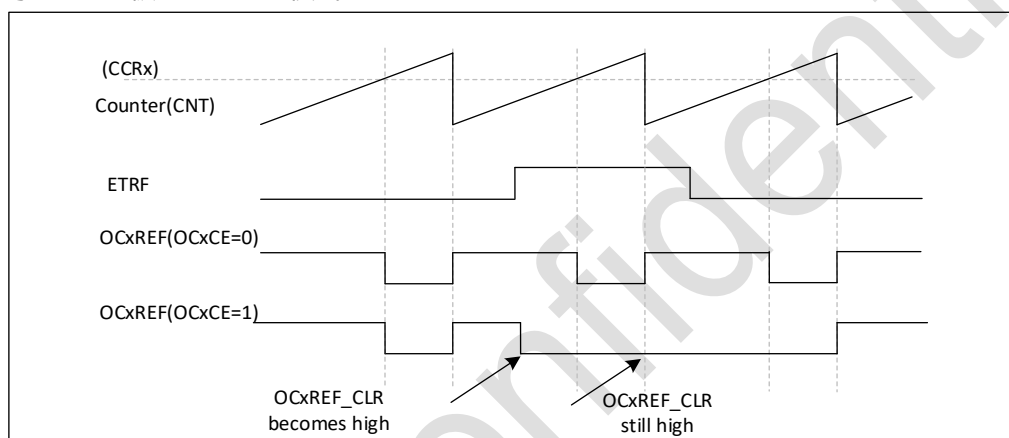 (CCRx)
Counter(CNT)
ETRF
OCxREF(OCxCE=0)
OCxREF(OCxCE=1)
OCxREF_CLR
becomes high
OCxREF_CLR
still high